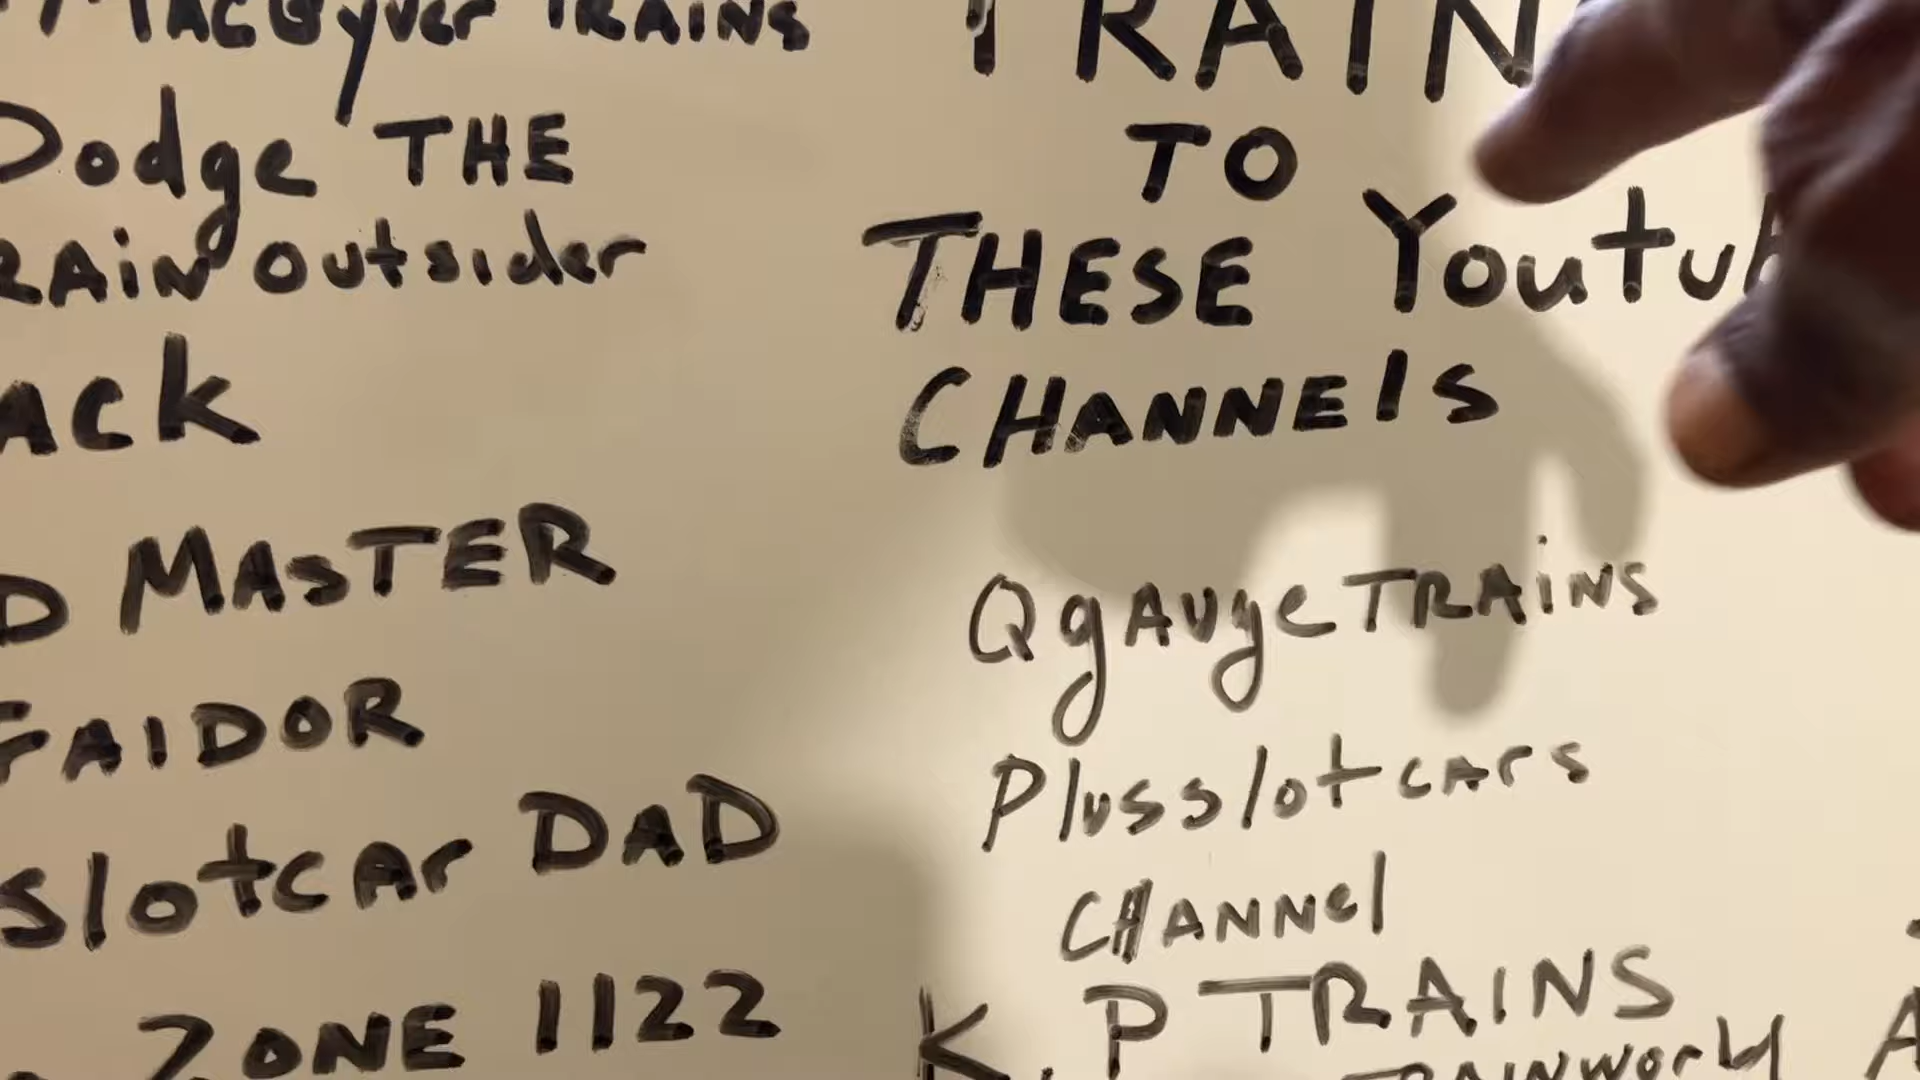 MACGyver TRAINS
Dodge THE
RAiN outsider
ACK
D MASTER
FAIDOR
slotcAr DAD
ZONE 1122
TRAIN
TO
THESE Youtub
CHANNEls
QgAugeTRAiNS
Plusslotcars
CHANNel
K.P TRAINS